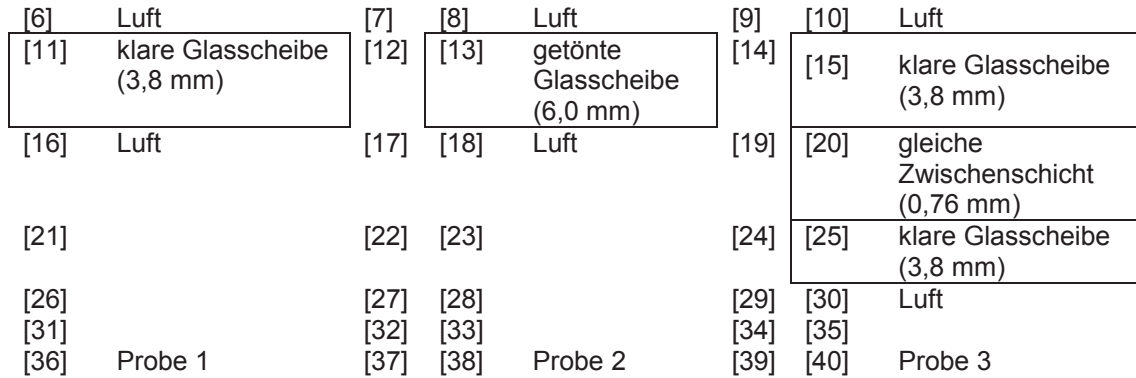 [6] Luft [7] [8] Luft [9] [10] Luft
[11] klare Glasscheibe (3,8 mm) [12] [13] getönte Glasscheibe (6,0 mm) [14] [15] klare Glasscheibe (3,8 mm)
[16] Luft [17] [18] Luft [19] [20] gleiche Zwischenschicht (0,76 mm)
[21] [22] [23] [24] [25] klare Glasscheibe (3,8 mm)
[26] [27] [28] [29] [30] Luft
[31] [32] [33] [34] [35]
[36] Probe 1 [37] [38] Probe 2 [39] [40] Probe 3